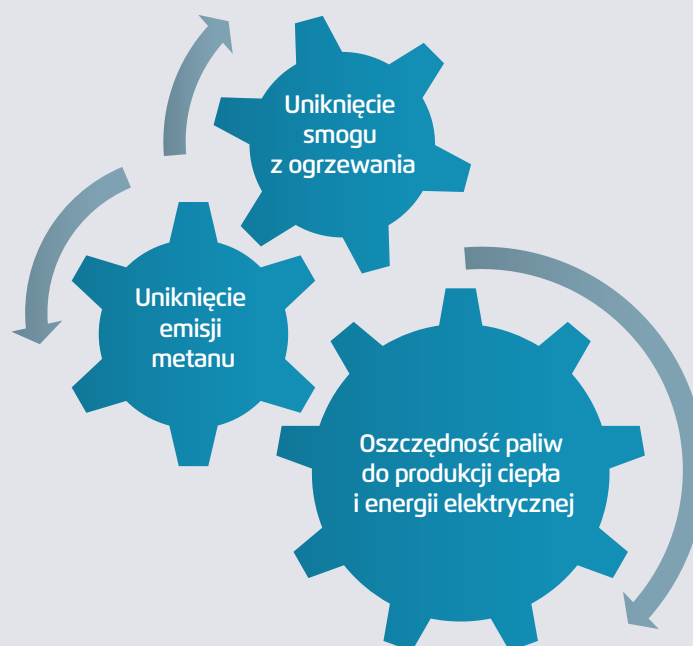 Uniknięcie
smogu
z ogrzewania
Uniknięcie
emisji
metanu
Oszczędność paliw
do produkcji ciepła
i energii elektrycznej